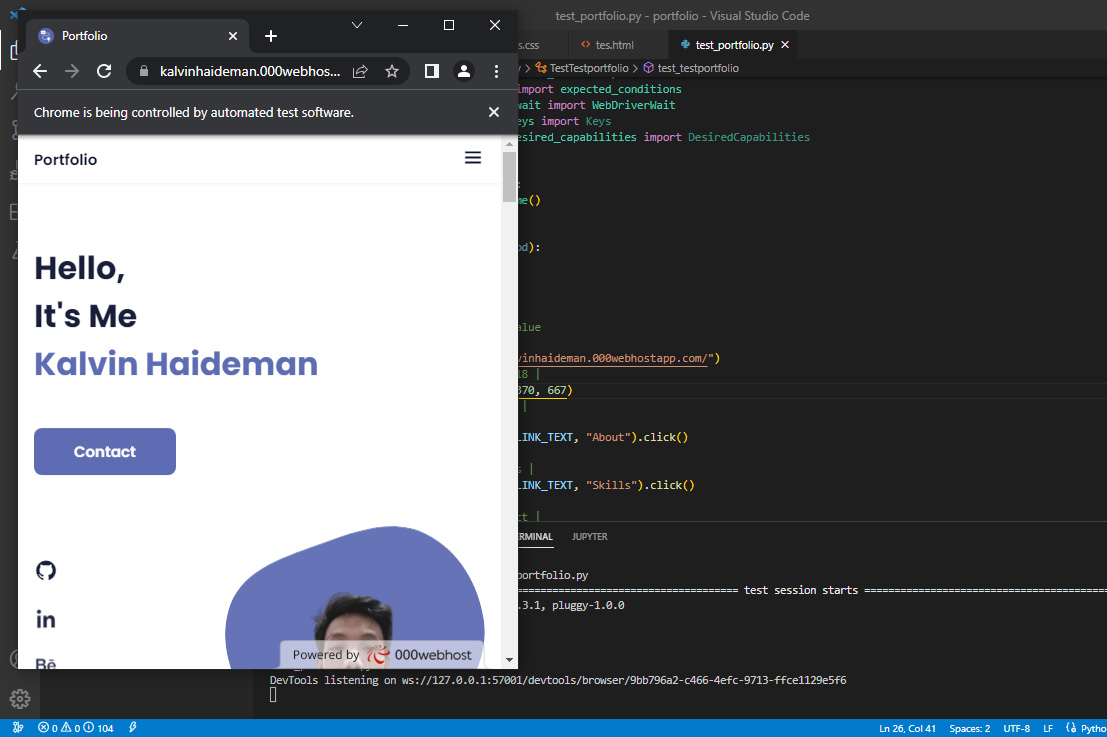 test_portfolio.py - portfolio - Visual Studio Code
Portfolio
s.css
tes.html
test_portfolio.py
kalvinhaideman.000webhos...
TestTestportfolio
test_testportfolio
Chrome is being controlled by automated test software.
import expected_conditions
wait import WebDriverWait
eys import Keys
esired_capabilities import DesiredCapabilities
:
me()
od):
alue
vinhaideman.000webhostapp.com/")
18 |
370, 667)
|
LINK_TEXT, "About").click()
s |
LINK_TEXT, "Skills").click()
ct |
Portfolio
Hello,
It's Me
Kalvin Haideman
Contact
in
Bē
Powered by 000webhost
ERMINAL
JUPYTER
portfolio.py
===================================== test session starts =========================================
.3.1, pluggy-1.0.0
DevTools listening on ws://127.0.0.1:57001/devtools/browser/9bb796a2-c466-4efc-9713-ffce1129e5f6
0 0 104
Ln 26, Col 41
Spaces: 2
UTF-8
LF
Pytho